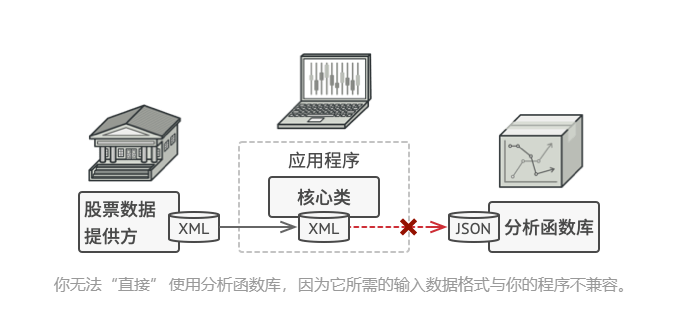 应用程序
核心类
股票数据
提供方
XML
XML
JSON
分析函数库
你无法“直接” 使用分析函数库，因为它所需的输入数据格式与你的程序不兼容。